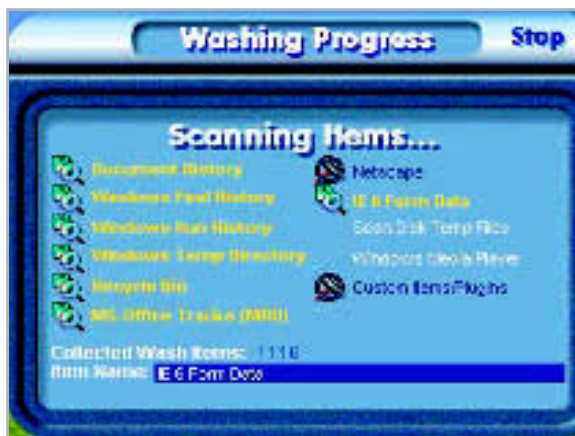 Washing Progress
Stop
Scanning Items...
Document History
Windows Find History
Windows Run History
Windows Temp Directory
Recycle Bin
MS Office Tracks (MRU)
Netscape
IE 6 Form Data
Scan Disk Temp Files
Windows Media Player
Custom Items/Plugins
Collected Wash Items: 1116
Item Name: IE 6 Form Data